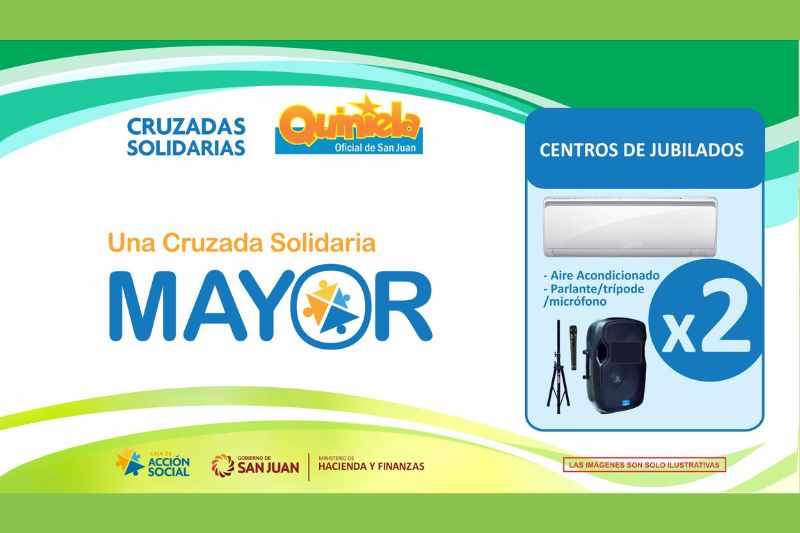 CRUZADAS
SOLIDARIAS
Quiniela
Oficial de San Juan
Una Cruzada Solidaria
MAYOR
CENTROS DE JUBILADOS
- Aire Acondicionado
- Parlante/trípode
/micrófono
x2
CAJA DE
ACCIÓN
SOCIAL
GOBIERNO DE
SAN JUAN
MINISTERIO DE
HACIENDA Y FINANZAS
LAS IMÁGENES SON SOLO ILUSTRATIVAS